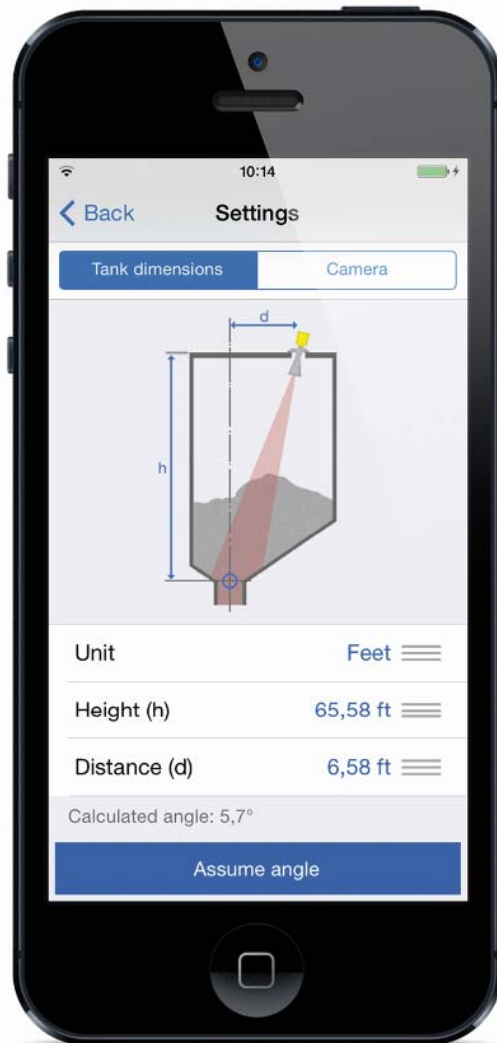 10:14
Back Settings
Tank dimensions Camera
d
h
Unit Feet
Height (h) 65,58 ft
Distance (d) 6,58 ft
Calculated angle: 5,7°
Assume angle